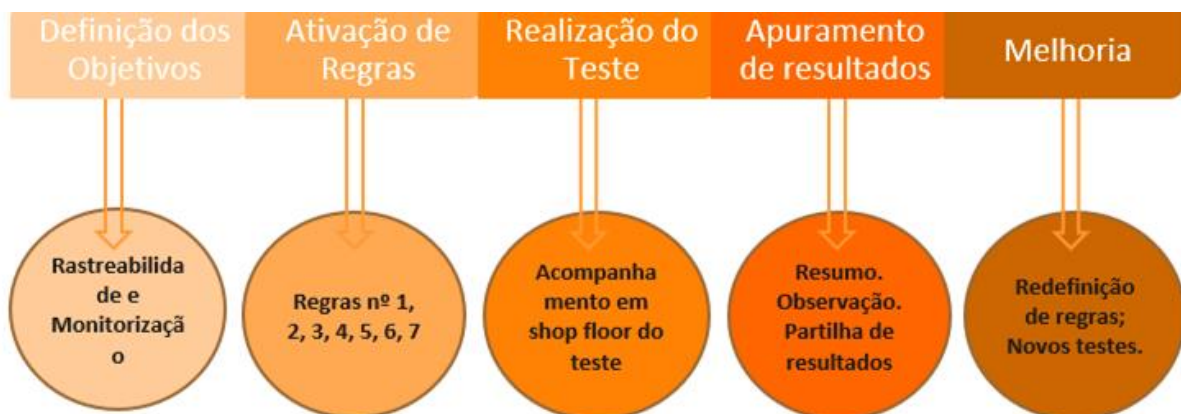 Definição dos
Objetivos
Ativação de
Regras
Realização do
Teste
Apuramento
de resultados
Melhoria
Rastreabilida
de e
Monitorizaçã
o
Regras nº 1,
2, 3, 4, 5, 6, 7
Acompanha
mento em
shop floor do
teste
Resumo.
Observação.
Partilha de
resultados
Redefinição
de regras;
Novos testes.